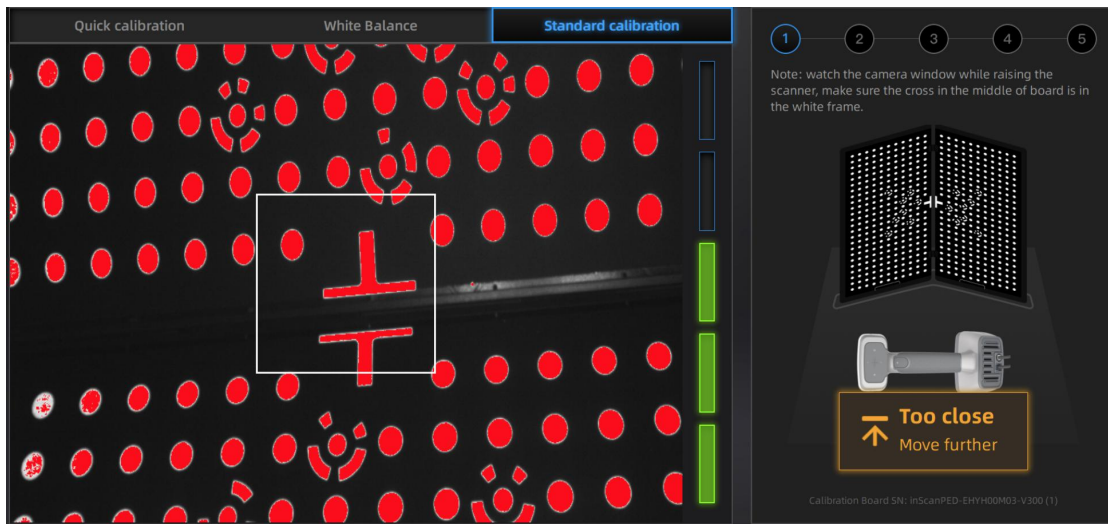 Quick calibration
White Balance
Standard calibration
1
2
3
4
5
Note: watch the camera window while raising the
scanner, make sure the cross in the middle of board is in
the white frame.
Too close
Move further
Calibration Board SN: inScanPED-EHYH00M03-V300 (1)